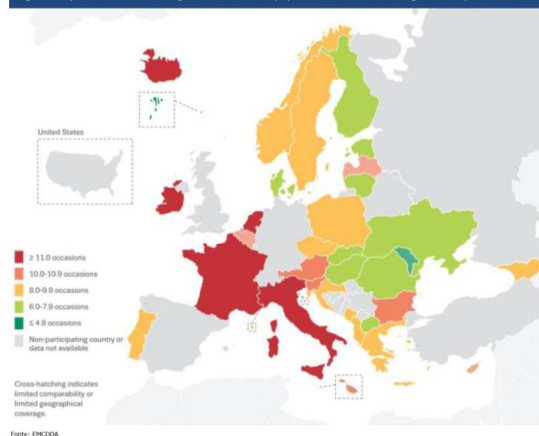 United States
≥ 11.0 occasions
10.0-10.9 occasions
8.0-9.9 occasions
6.0-7.9 occasions
≤ 4.9 occasions
Non-participating country or
data not available
Cross-hatching indicates
limited comparability or
limited geographical
coverage.
Fonte: EMCDDA